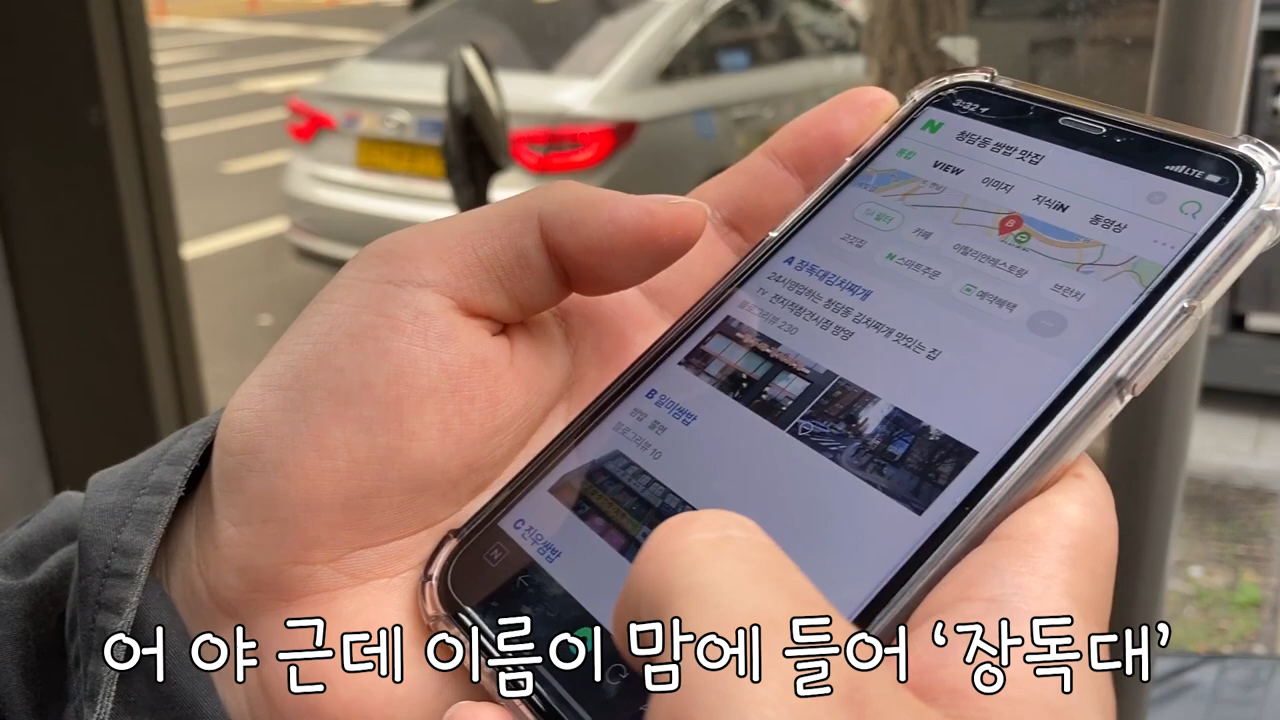 3:32
LTE
N 청담동 쌈밥 맛집
통합 VIEW 이미지 지식iN 동영상
필터 카페 이탈리안레스토랑 브런치
고깃집 N 스마트주문 예약혜택
A 장독대김치찌개
24시영업하는 청담동 김치찌개 맛있는 집
TV 전지적참견시점 방영
블로그리뷰 230
B 일미쌈밥
쌈밥 룸면
블로그리뷰 10
C 진우쌈밥
N
어 야 근데 이름이 맘에 들어 ‘장독대’